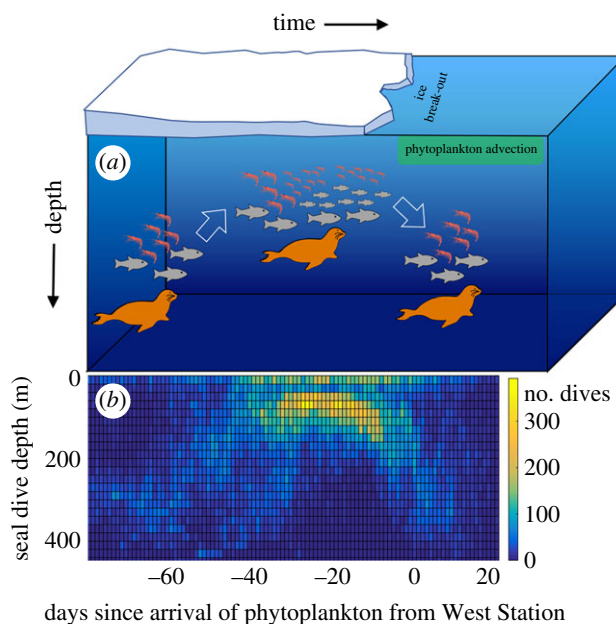 time
ice
break-out
(a)
phytoplankton advection
depth
(b)
no. dives
0
200
400
seal dive depth (m)
300
200
100
0
–60
–40
–20
0
20
days since arrival of phytoplankton from West Station